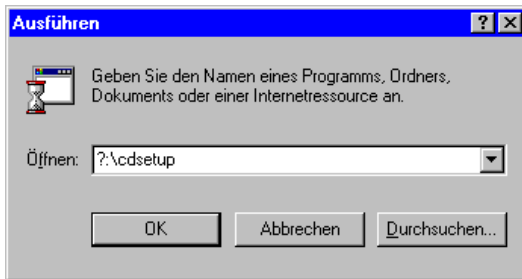 Ausführen
Geben Sie den Namen eines Programms, Ordners,
Dokuments oder einer Internetressource an.
Öffnen: ?:\cdsetup
OK Abbrechen Durchsuchen...